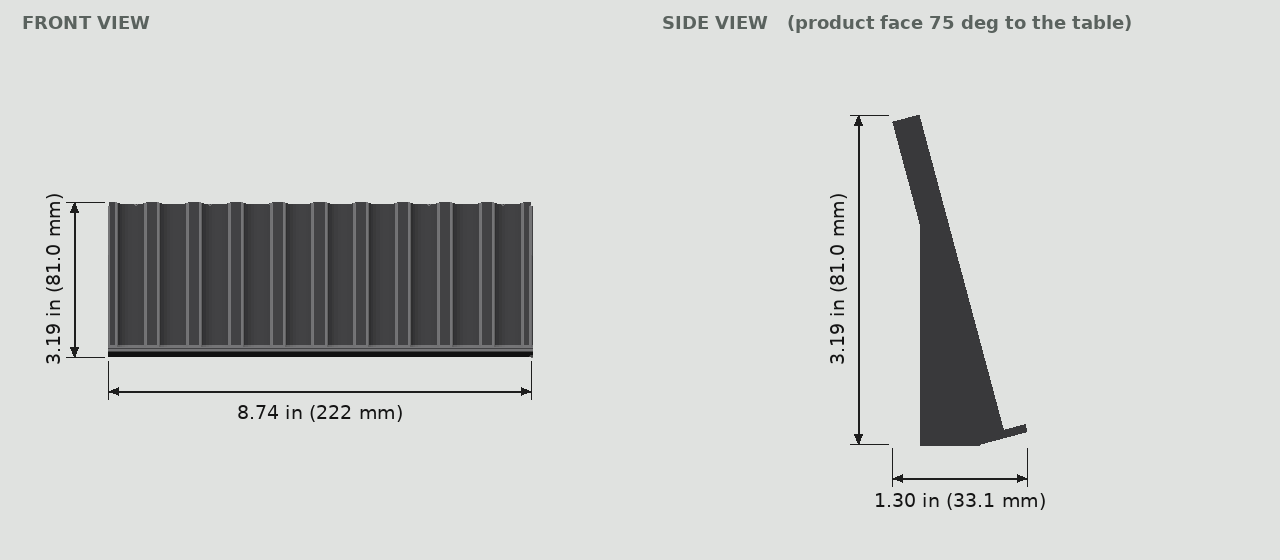 FRONT VIEW
SIDE VIEW (product face 75 deg to the table)
3.19 in (81.0 mm)
8.74 in (222 mm)
3.19 in (81.0 mm)
1.30 in (33.1 mm)